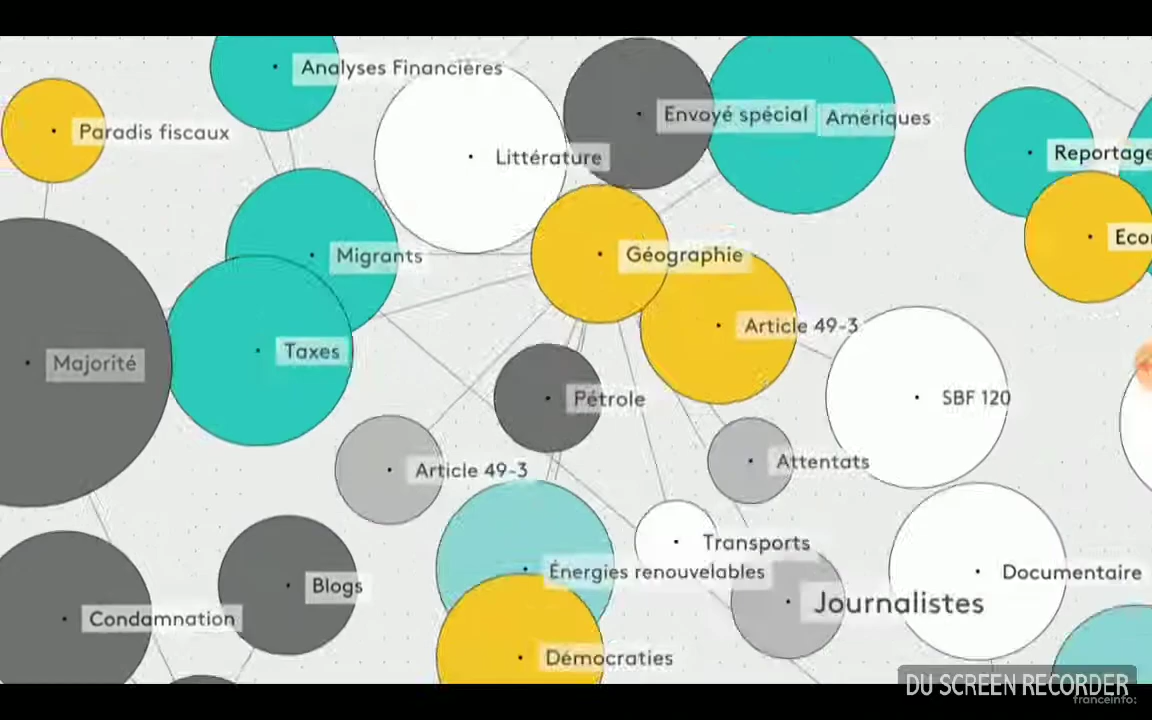 Analyses Financières
Envoyé spécial
Amériques
Paradis fiscaux
Littérature
Reportage
Migrants
Géographie
Article 49-3
Taxes
Majorité
Pétrole
SBF 120
Article 49-3
Attentats
Transports
Énergies renouvelables
Documentaire
Blogs
Journalistes
Condamnation
Démocraties
DU SCREEN RECORDER
franceinfo: